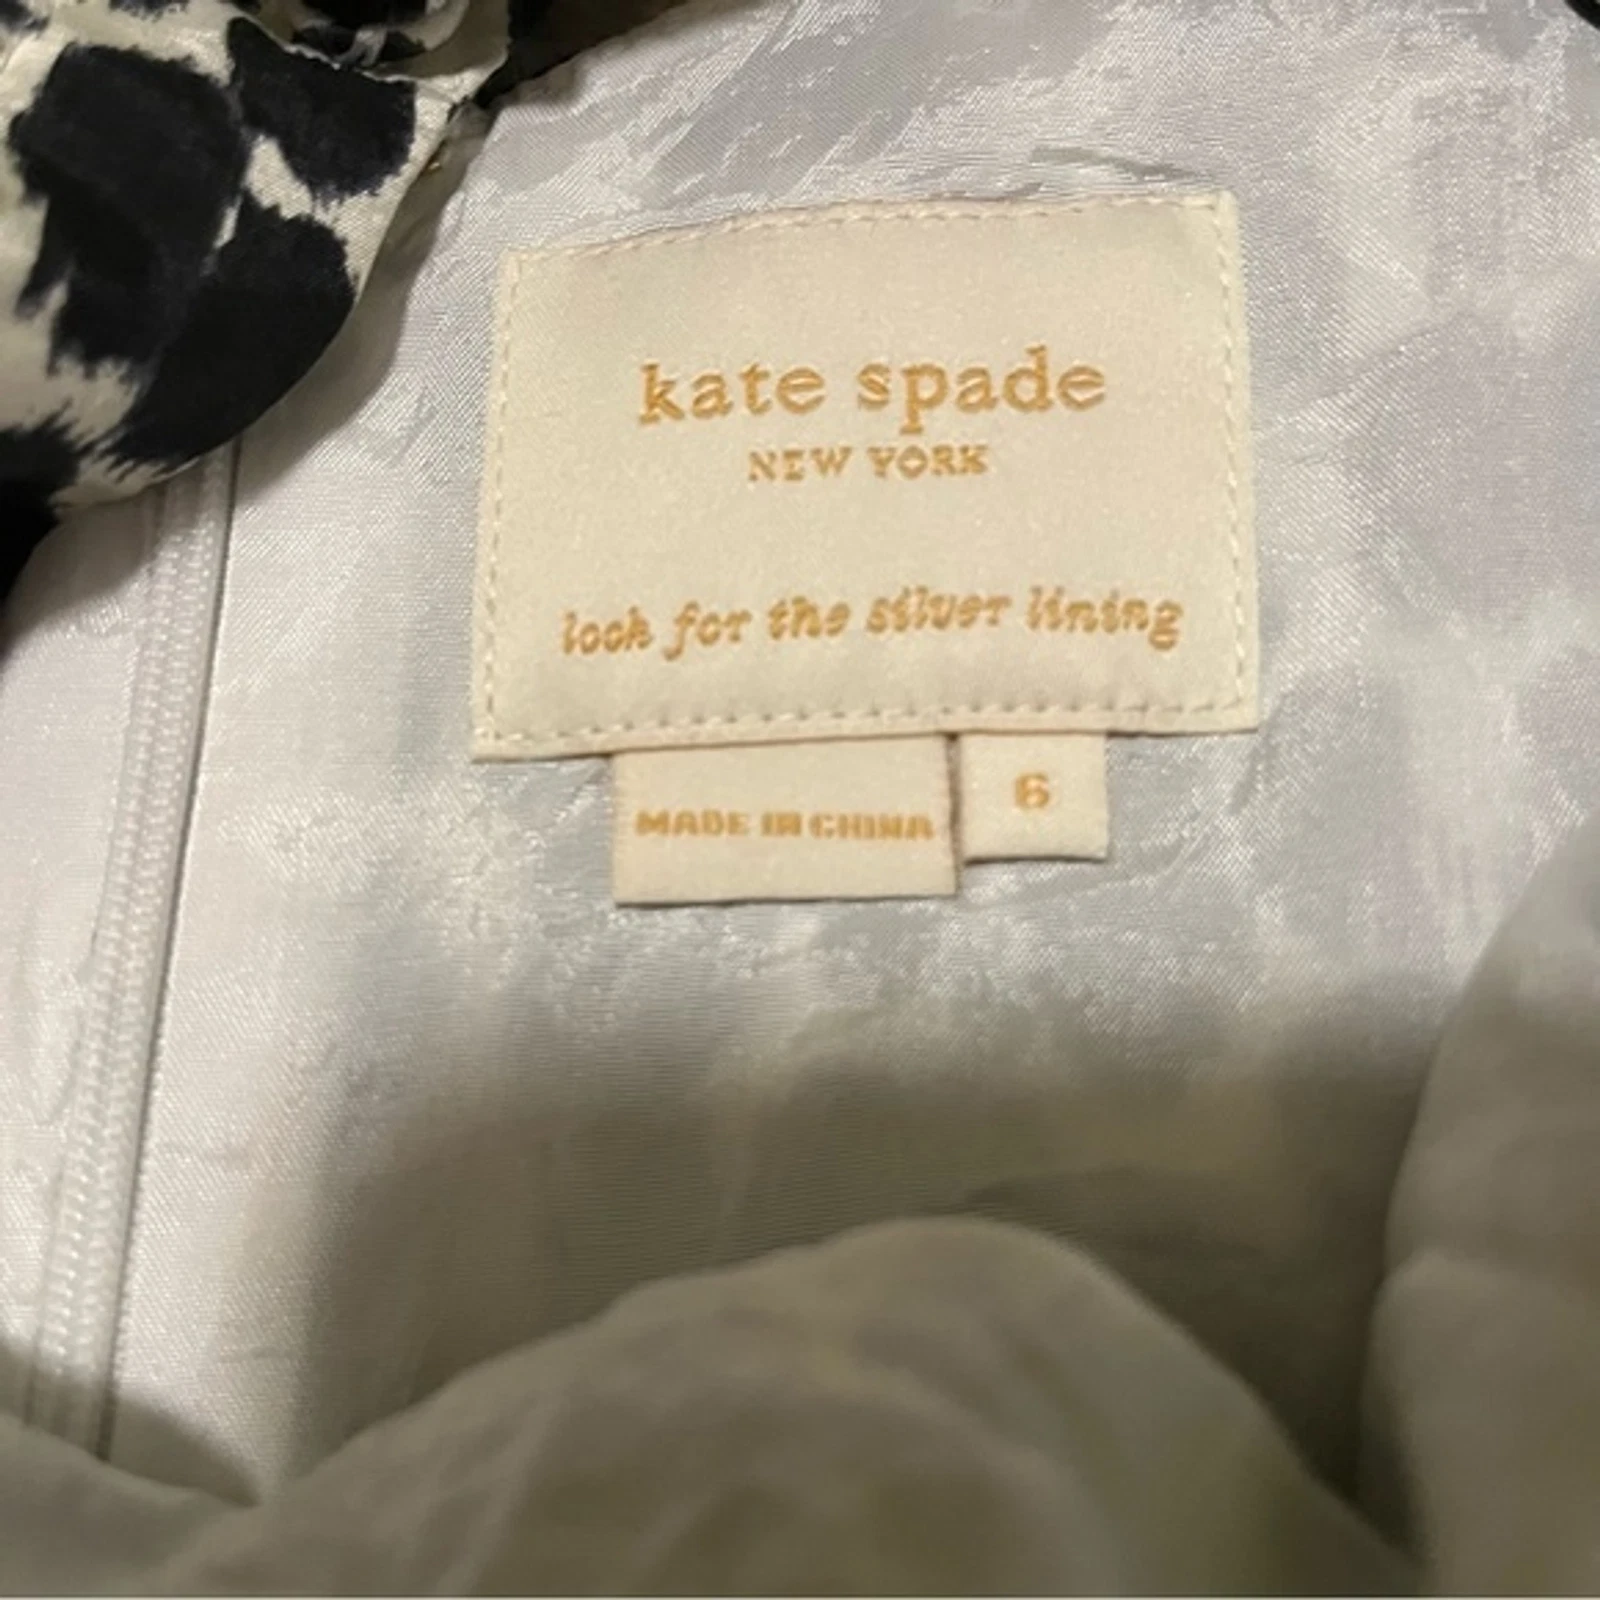 kate spade
NEW YORK
look for the silver lining
MADE IN CHINA
6